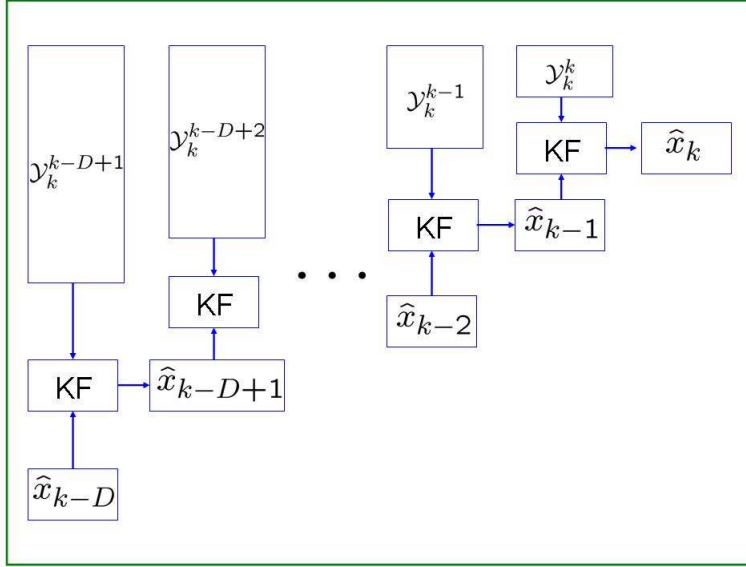 𝒴_k^{k-1}
𝒴_k^k
𝒴_k^{k-D+1}
𝒴_k^{k-D+2}
KF
x̂_k
KF
x̂_{k-1}
KF
. . .
x̂_{k-2}
KF
x̂_{k-D+1}
x̂_{k-D}